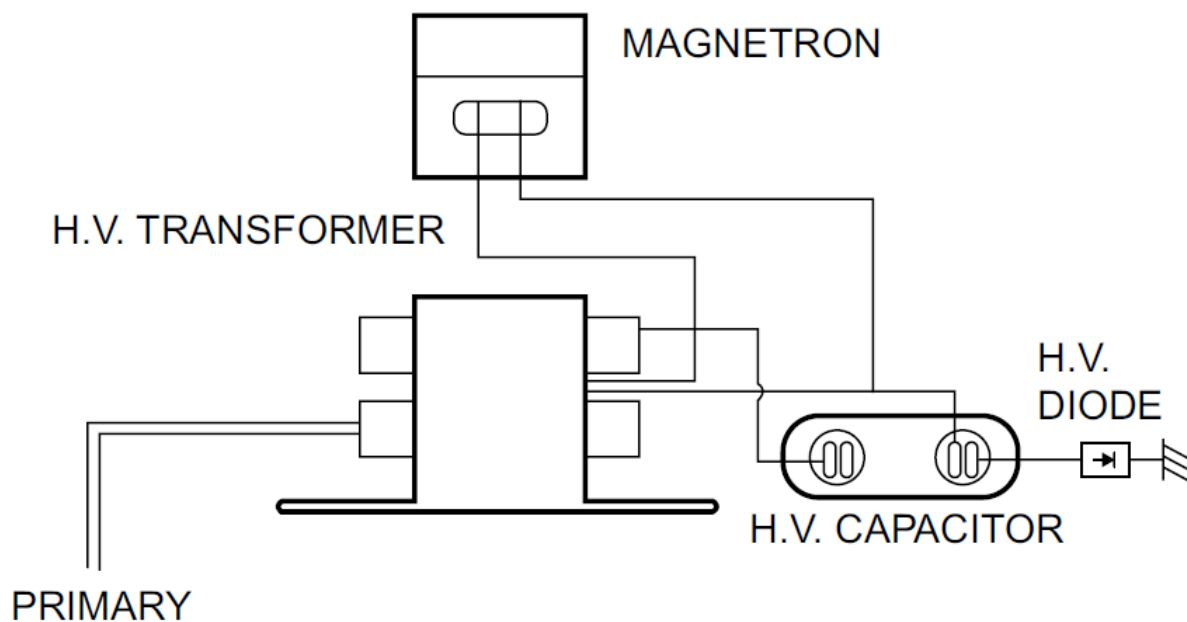 MAGNETRON
H.V. TRANSFORMER
H.V.
DIODE
H.V. CAPACITOR
PRIMARY